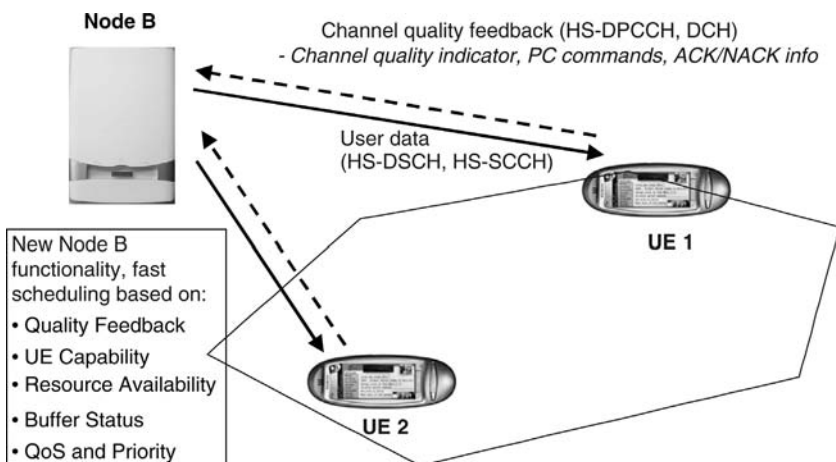 Node B
Channel quality feedback (HS-DPCCH, DCH)
- Channel quality indicator, PC commands, ACK/NACK info
User data
(HS-DSCH, HS-SCCH)
UE 1
New Node B
functionality, fast
scheduling based on:
• Quality Feedback
• UE Capability
• Resource Availability
• Buffer Status
• QoS and Priority
UE 2